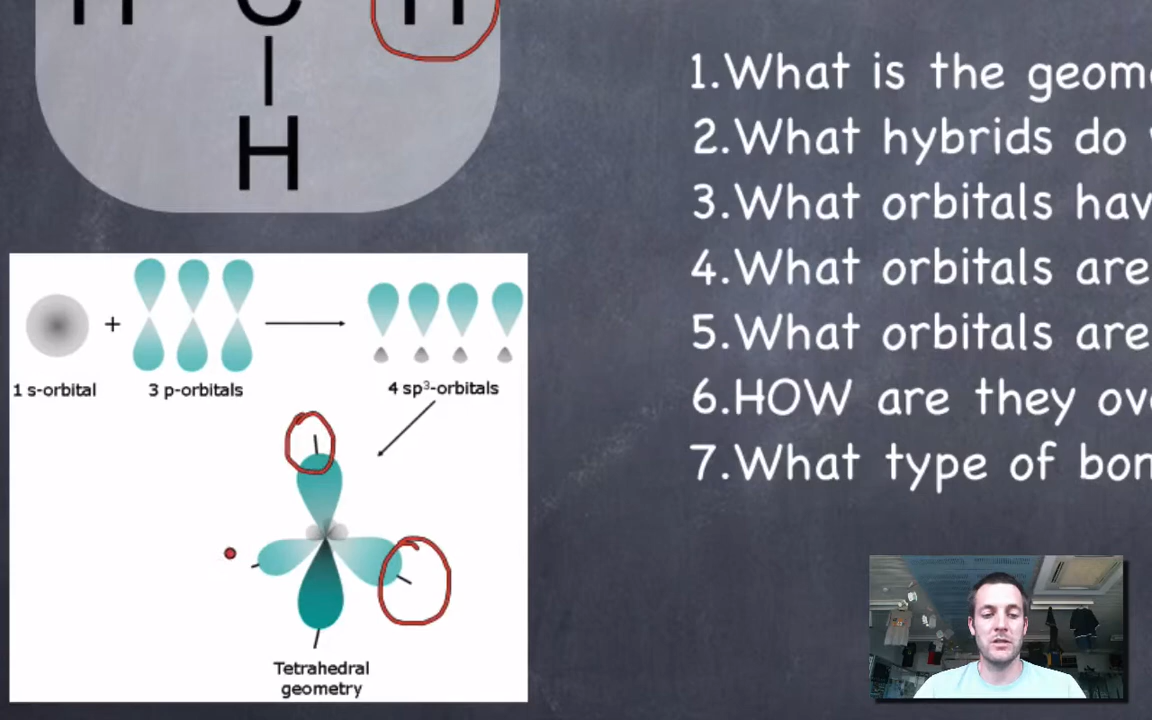 H C H
H
1.What is the geom
2.What hybrids do
3.What orbitals hav
4.What orbitals are
5.What orbitals are
6.HOW are they ov
7.What type of bon
+
1 s-orbital 3 p-orbitals 4 sp³-orbitals
Tetrahedral
geometry